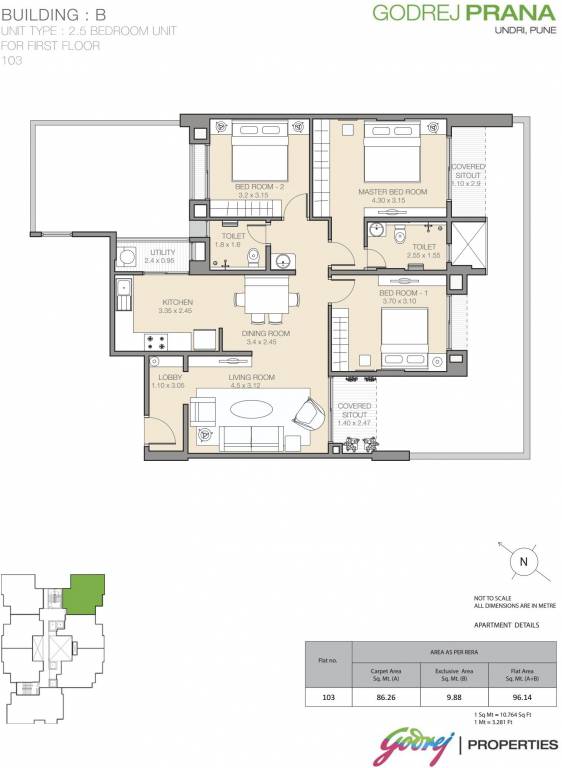 BUILDING : B
UNIT TYPE : 2.5 BEDROOM UNIT
FOR FIRST FLOOR
103
GODREJ PRANA
UNDRI, PUNE
BED ROOM - 2
3.2 x 3.15
MASTER BED ROOM
4.30 x 3.15
COVERED
SITOUT
1.10 x 2.9
TOILET
1.8 x 1.8
TOILET
2.55 x 1.55
UTILITY
2.4 x 0.95
BED ROOM - 1
3.70 x 3.10
KITCHEN
3.35 x 2.45
DINING ROOM
3.4 x 2.45
LOBBY
1.10 x 3.05
LIVING ROOM
4.5 x 3.12
COVERED
SITOUT
1.40 x 2.47
N
NOT TO SCALE
ALL DIMENSIONS ARE IN METRE
APARTMENT DETAILS
Flat no.
AREA AS PER RERA
Carpet Area
Sq. Mt. (A)
Exclusive Area
Sq. Mt. (B)
Flat Area
Sq. Mt. (A+B)
103 86.26 9.88 96.14
1 Sq Mt = 10.764 Sq Ft
1 Mt = 3.281 Ft
Godrej | PROPERTIES